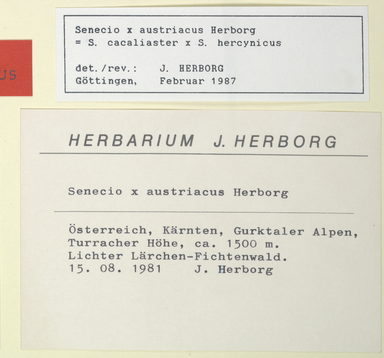 Senecio x austriacus Herborg
= S. cacaliaster x S. hercynicus
det./rev.: J. HERBORG
Göttingen, Februar 1987
US
HERBARIUM J. HERBORG
Senecio x austriacus Herborg
Österreich, Kärnten, Gurktaler Alpen,
Turracher Höhe, ca. 1500 m.
Lichter Lärchen-Fichtenwald.
15. 08. 1981 J. Herborg